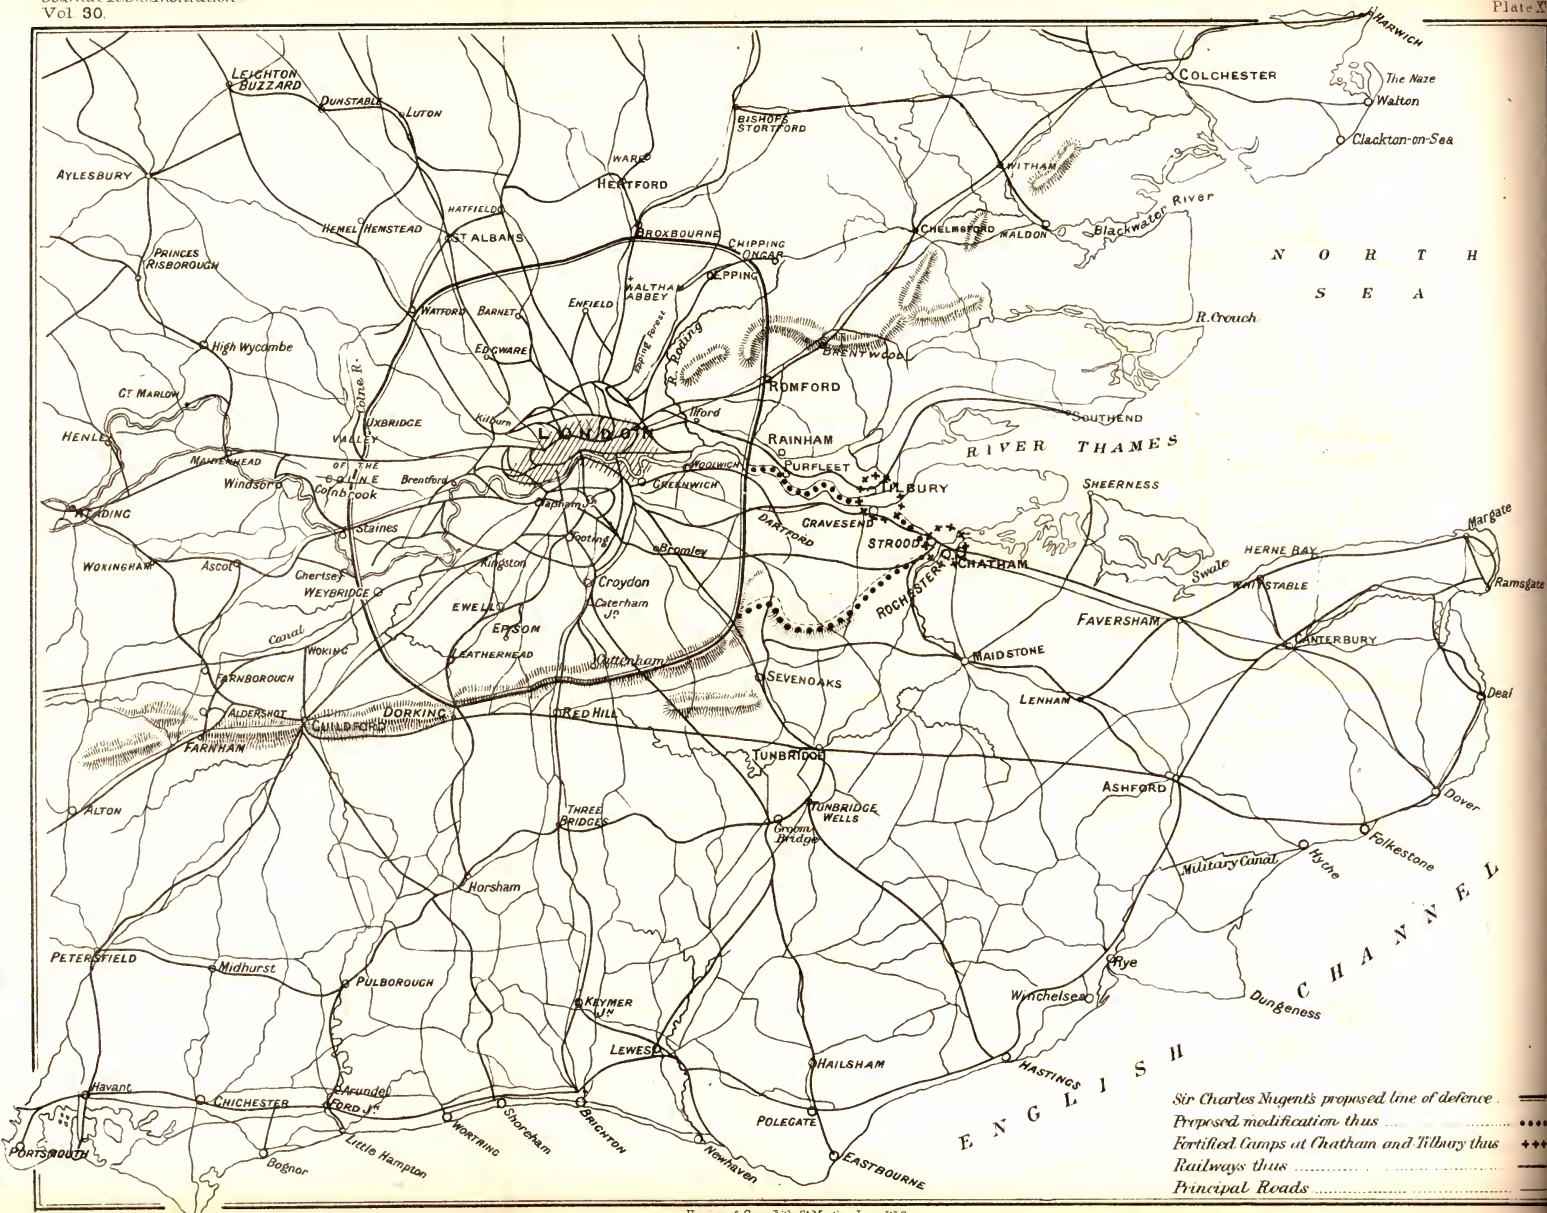 Vol. 30.
Plate X
HARWICH
COLCHESTER
The Naze
Walton
Clackton-on-Sea
LEIGHTON
BUZZARD
DUNSTABLE
LUTON
BISHOPS
STORTFORD
WARE
HERTFORD
WITHAM
AYLESBURY
HATFIELD
HEMEL HEMSTEAD
ST ALBANS
BROXBOURNE
CHIPPING
ONGAR
CHELMSFORD
MALDON
Blackwater River
PRINCES
RISBOROUGH
EPPING
WALTHAM
ABBEY
ENFIELD
WATFORD
BARNET
Epping Forest
R. Roding
NORTH
SEA
R. Crouch
High Wycombe
EDGWARE
BRENTWOOD
Colne R.
ROMFORD
GT. MARLOW
UXBRIDGE
Kilburn
LONDON
Ilford
SOUTHEND
RIVER THAMES
HENLEY
VALLEY
OF THE
COLNE
RAINHAM
PURFLEET
MAIDENHEAD
Windsor
Colnbrook
Brentford
WOOLWICH
GREENWICH
TILBURY
SHEERNESS
READING
Clapham Jn
GRAVESEND
DARTFORD
Staines
Tooting
Bromley
STROOD
CHATHAM
ROCHESTER
Margate
HERNE BAY
Swale
WHITSTABLE
Ramsgate
WOKINGHAM
Ascot
Chertsey
Kingston
WEYBRIDGE
Croydon
Caterham
Jn
EWELL
EPSOM
FAVERSHAM
CANTERBURY
Canal
WOKING
LEATHERHEAD
Cattenham
MAIDSTONE
FARNBOROUGH
SEVENOAKS
LENHAM
Deal
ALDERSHOT
GUILDFORD
DORKING
RED HILL
FARNHAM
TUNBRIDGE
ASHFORD
Dover
ALTON
THREE
BRIDGES
TUNBRIDGE
WELLS
Groom
Bridge
Folkestone
Hythe
Military Canal
Horsham
PETERSFIELD
Midhurst
PULBOROUGH
Rye
Winchelsea
Dungeness
KEYMER
JN
LEWES
HAILSHAM
HASTINGS
ENGLISH CHANNEL
Havant
CHICHESTER
Arundel
FORD Jn
Little Hampton
WORTHING
Shoreham
BRIGHTON
Newhaven
POLEGATE
EASTBOURNE
PORTSMOUTH
Bognor
Sir Charles Nugent's proposed line of defence.
Proposed modification thus
Fortified Camps at Chatham and Tilbury thus
Railways thus
Principal Roads